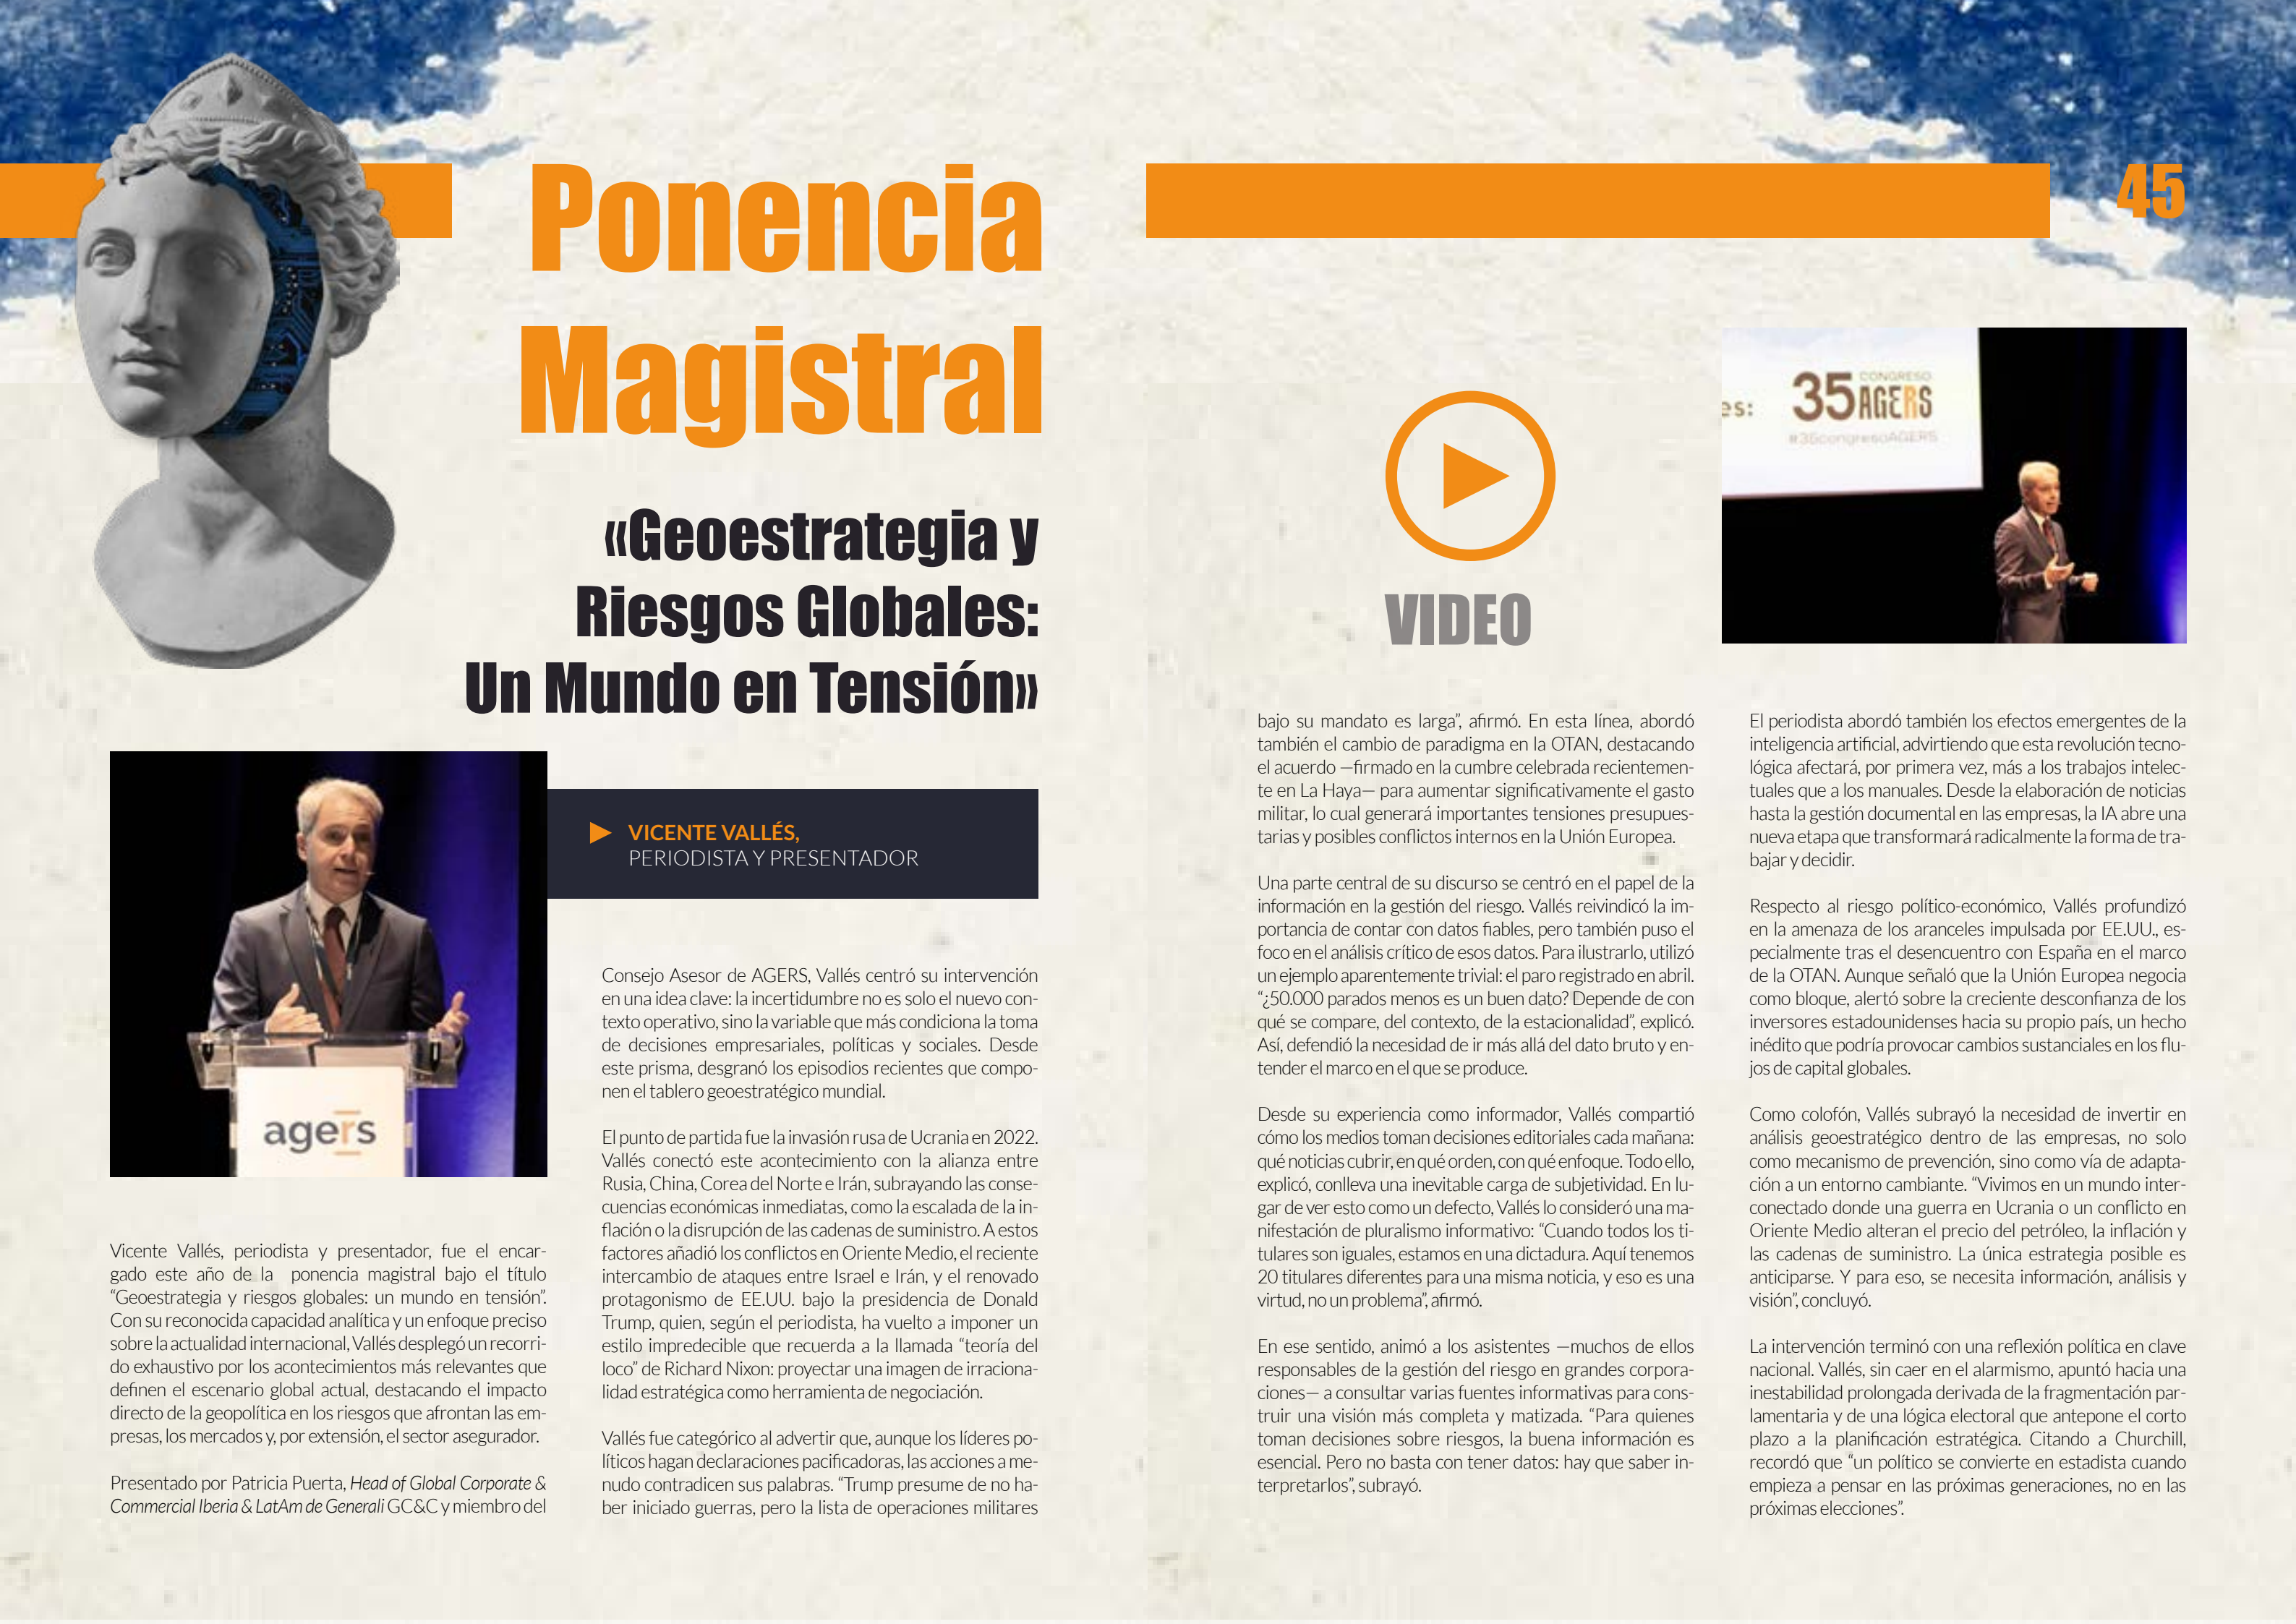 Ponencia
Magistral
«Geoestrategia y
Riesgos Globales:
Un Mundo en Tensión»
agers
VICENTE VALLÉS,
PERIODISTA Y PRESENTADOR
Vicente Vallés, periodista y presentador, fue el encar-
gado este año de la ponencia magistral bajo el título
“Geoestrategia y riesgos globales: un mundo en tensión”.
Con su reconocida capacidad analítica y un enfoque preciso
sobre la actualidad internacional, Vallés desplegó un recorri-
do exhaustivo por los acontecimientos más relevantes que
definen el escenario global actual, destacando el impacto
directo de la geopolítica en los riesgos que afrontan las em-
presas, los mercados y, por extensión, el sector asegurador.
Presentado por Patricia Puerta, Head of Global Corporate &
Commercial Iberia & LatAm de Generali GC&C y miembro del
Consejo Asesor de AGERS, Vallés centró su intervención
en una idea clave: la incertidumbre no es solo el nuevo con-
texto operativo, sino la variable que más condiciona la toma
de decisiones empresariales, políticas y sociales. Desde
este prisma, desgranó los episodios recientes que compo-
nen el tablero geoestratégico mundial.
El punto de partida fue la invasión rusa de Ucrania en 2022.
Vallés conectó este acontecimiento con la alianza entre
Rusia, China, Corea del Norte e Irán, subrayando las conse-
cuencias económicas inmediatas, como la escalada de la in-
flación o la disrupción de las cadenas de suministro. A estos
factores añadió los conflictos en Oriente Medio, el reciente
intercambio de ataques entre Israel e Irán, y el renovado
protagonismo de EE.UU. bajo la presidencia de Donald
Trump, quien, según el periodista, ha vuelto a imponer un
estilo impredecible que recuerda a la llamada “teoría del
loco” de Richard Nixon: proyectar una imagen de irraciona-
lidad estratégica como herramienta de negociación.
Vallés fue categórico al advertir que, aunque los líderes po-
líticos hagan declaraciones pacificadoras, las acciones a me-
nudo contradicen sus palabras. “Trump presume de no ha-
ber iniciado guerras, pero la lista de operaciones militares
45
VIDEO
es:
35 CONGRESO
AGERS
#35congresoAGERS
bajo su mandato es larga”, afirmó. En esta línea, abordó
también el cambio de paradigma en la OTAN, destacando
el acuerdo —firmado en la cumbre celebrada recientemen-
te en La Haya— para aumentar significativamente el gasto
militar, lo cual generará importantes tensiones presupues-
tarias y posibles conflictos internos en la Unión Europea.
Una parte central de su discurso se centró en el papel de la
información en la gestión del riesgo. Vallés reivindicó la im-
portancia de contar con datos fiables, pero también puso el
foco en el análisis crítico de esos datos. Para ilustrarlo, utilizó
un ejemplo aparentemente trivial: el paro registrado en abril.
“¿50.000 parados menos es un buen dato? Depende de con
qué se compare, del contexto, de la estacionalidad”, explicó.
Así, defendió la necesidad de ir más allá del dato bruto y en-
tender el marco en el que se produce.
Desde su experiencia como informador, Vallés compartió
cómo los medios toman decisiones editoriales cada mañana:
qué noticias cubrir, en qué orden, con qué enfoque. Todo ello,
explicó, conlleva una inevitable carga de subjetividad. En lu-
gar de ver esto como un defecto, Vallés lo consideró una ma-
nifestación de pluralismo informativo: “Cuando todos los ti-
tulares son iguales, estamos en una dictadura. Aquí tenemos
20 titulares diferentes para una misma noticia, y eso es una
virtud, no un problema”, afirmó.
En ese sentido, animó a los asistentes —muchos de ellos
responsables de la gestión del riesgo en grandes corpora-
ciones— a consultar varias fuentes informativas para cons-
truir una visión más completa y matizada. “Para quienes
toman decisiones sobre riesgos, la buena información es
esencial. Pero no basta con tener datos: hay que saber in-
terpretarlos”, subrayó.
El periodista abordó también los efectos emergentes de la
inteligencia artificial, advirtiendo que esta revolución tecno-
lógica afectará, por primera vez, más a los trabajos intelec-
tuales que a los manuales. Desde la elaboración de noticias
hasta la gestión documental en las empresas, la IA abre una
nueva etapa que transformará radicalmente la forma de tra-
bajar y decidir.
Respecto al riesgo político-económico, Vallés profundizó
en la amenaza de los aranceles impulsada por EE.UU., es-
pecialmente tras el desencuentro con España en el marco
de la OTAN. Aunque señaló que la Unión Europea negocia
como bloque, alertó sobre la creciente desconfianza de los
inversores estadounidenses hacia su propio país, un hecho
inédito que podría provocar cambios sustanciales en los flu-
jos de capital globales.
Como colofón, Vallés subrayó la necesidad de invertir en
análisis geoestratégico dentro de las empresas, no solo
como mecanismo de prevención, sino como vía de adapta-
ción a un entorno cambiante. “Vivimos en un mundo inter-
conectado donde una guerra en Ucrania o un conflicto en
Oriente Medio alteran el precio del petróleo, la inflación y
las cadenas de suministro. La única estrategia posible es
anticiparse. Y para eso, se necesita información, análisis y
visión”, concluyó.
La intervención terminó con una reflexión política en clave
nacional. Vallés, sin caer en el alarmismo, apuntó hacia una
inestabilidad prolongada derivada de la fragmentación par-
lamentaria y de una lógica electoral que antepone el corto
plazo a la planificación estratégica. Citando a Churchill,
recordó que “un político se convierte en estadista cuando
empieza a pensar en las próximas generaciones, no en las
próximas elecciones”.